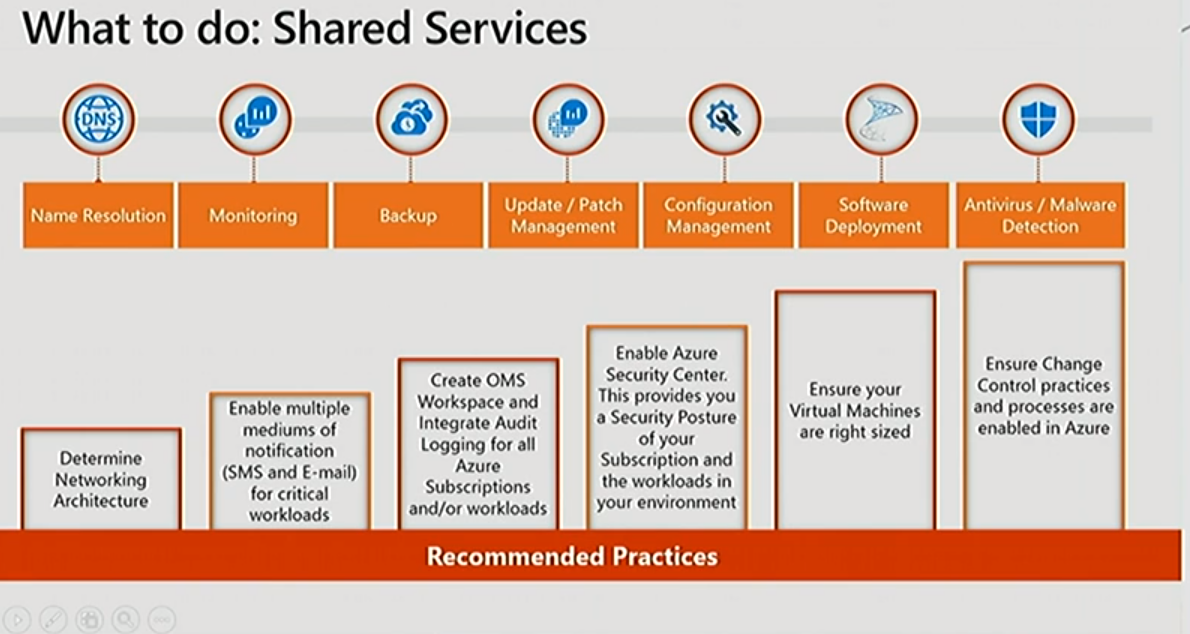 What to do: Shared Services
DNS
Name Resolution
Monitoring
Backup
Update / Patch
Management
Configuration
Management
Software
Deployment
Antivirus / Malware
Detection
Determine
Networking
Architecture
Enable multiple
mediums of
notification
(SMS and E-mail)
for critical
workloads
Create OMS
Workspace and
Integrate Audit
Logging for all
Azure
Subscriptions
and/or workloads
Enable Azure
Security Center.
This provides you
a Security Posture
of your
Subscription and
the workloads in
your environment
Ensure your
Virtual Machines
are right sized
Ensure Change
Control practices
and processes are
enabled in Azure
Recommended Practices